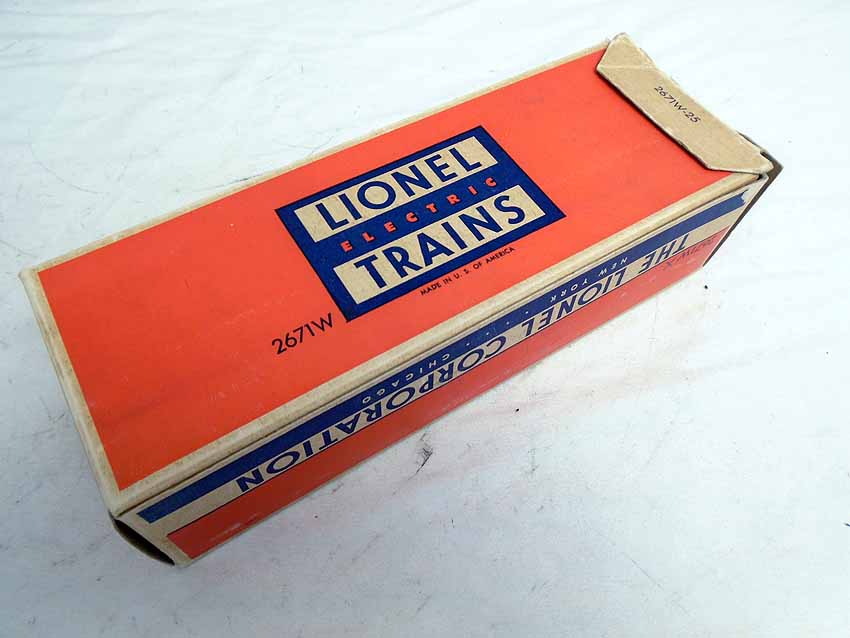 2671W-25
LIONEL
ELECTRIC
TRAINS
MADE IN U. S. OF AMERICA
2671W
THE LIONEL CORPORATION
NEW YORK . . . . . CHICAGO